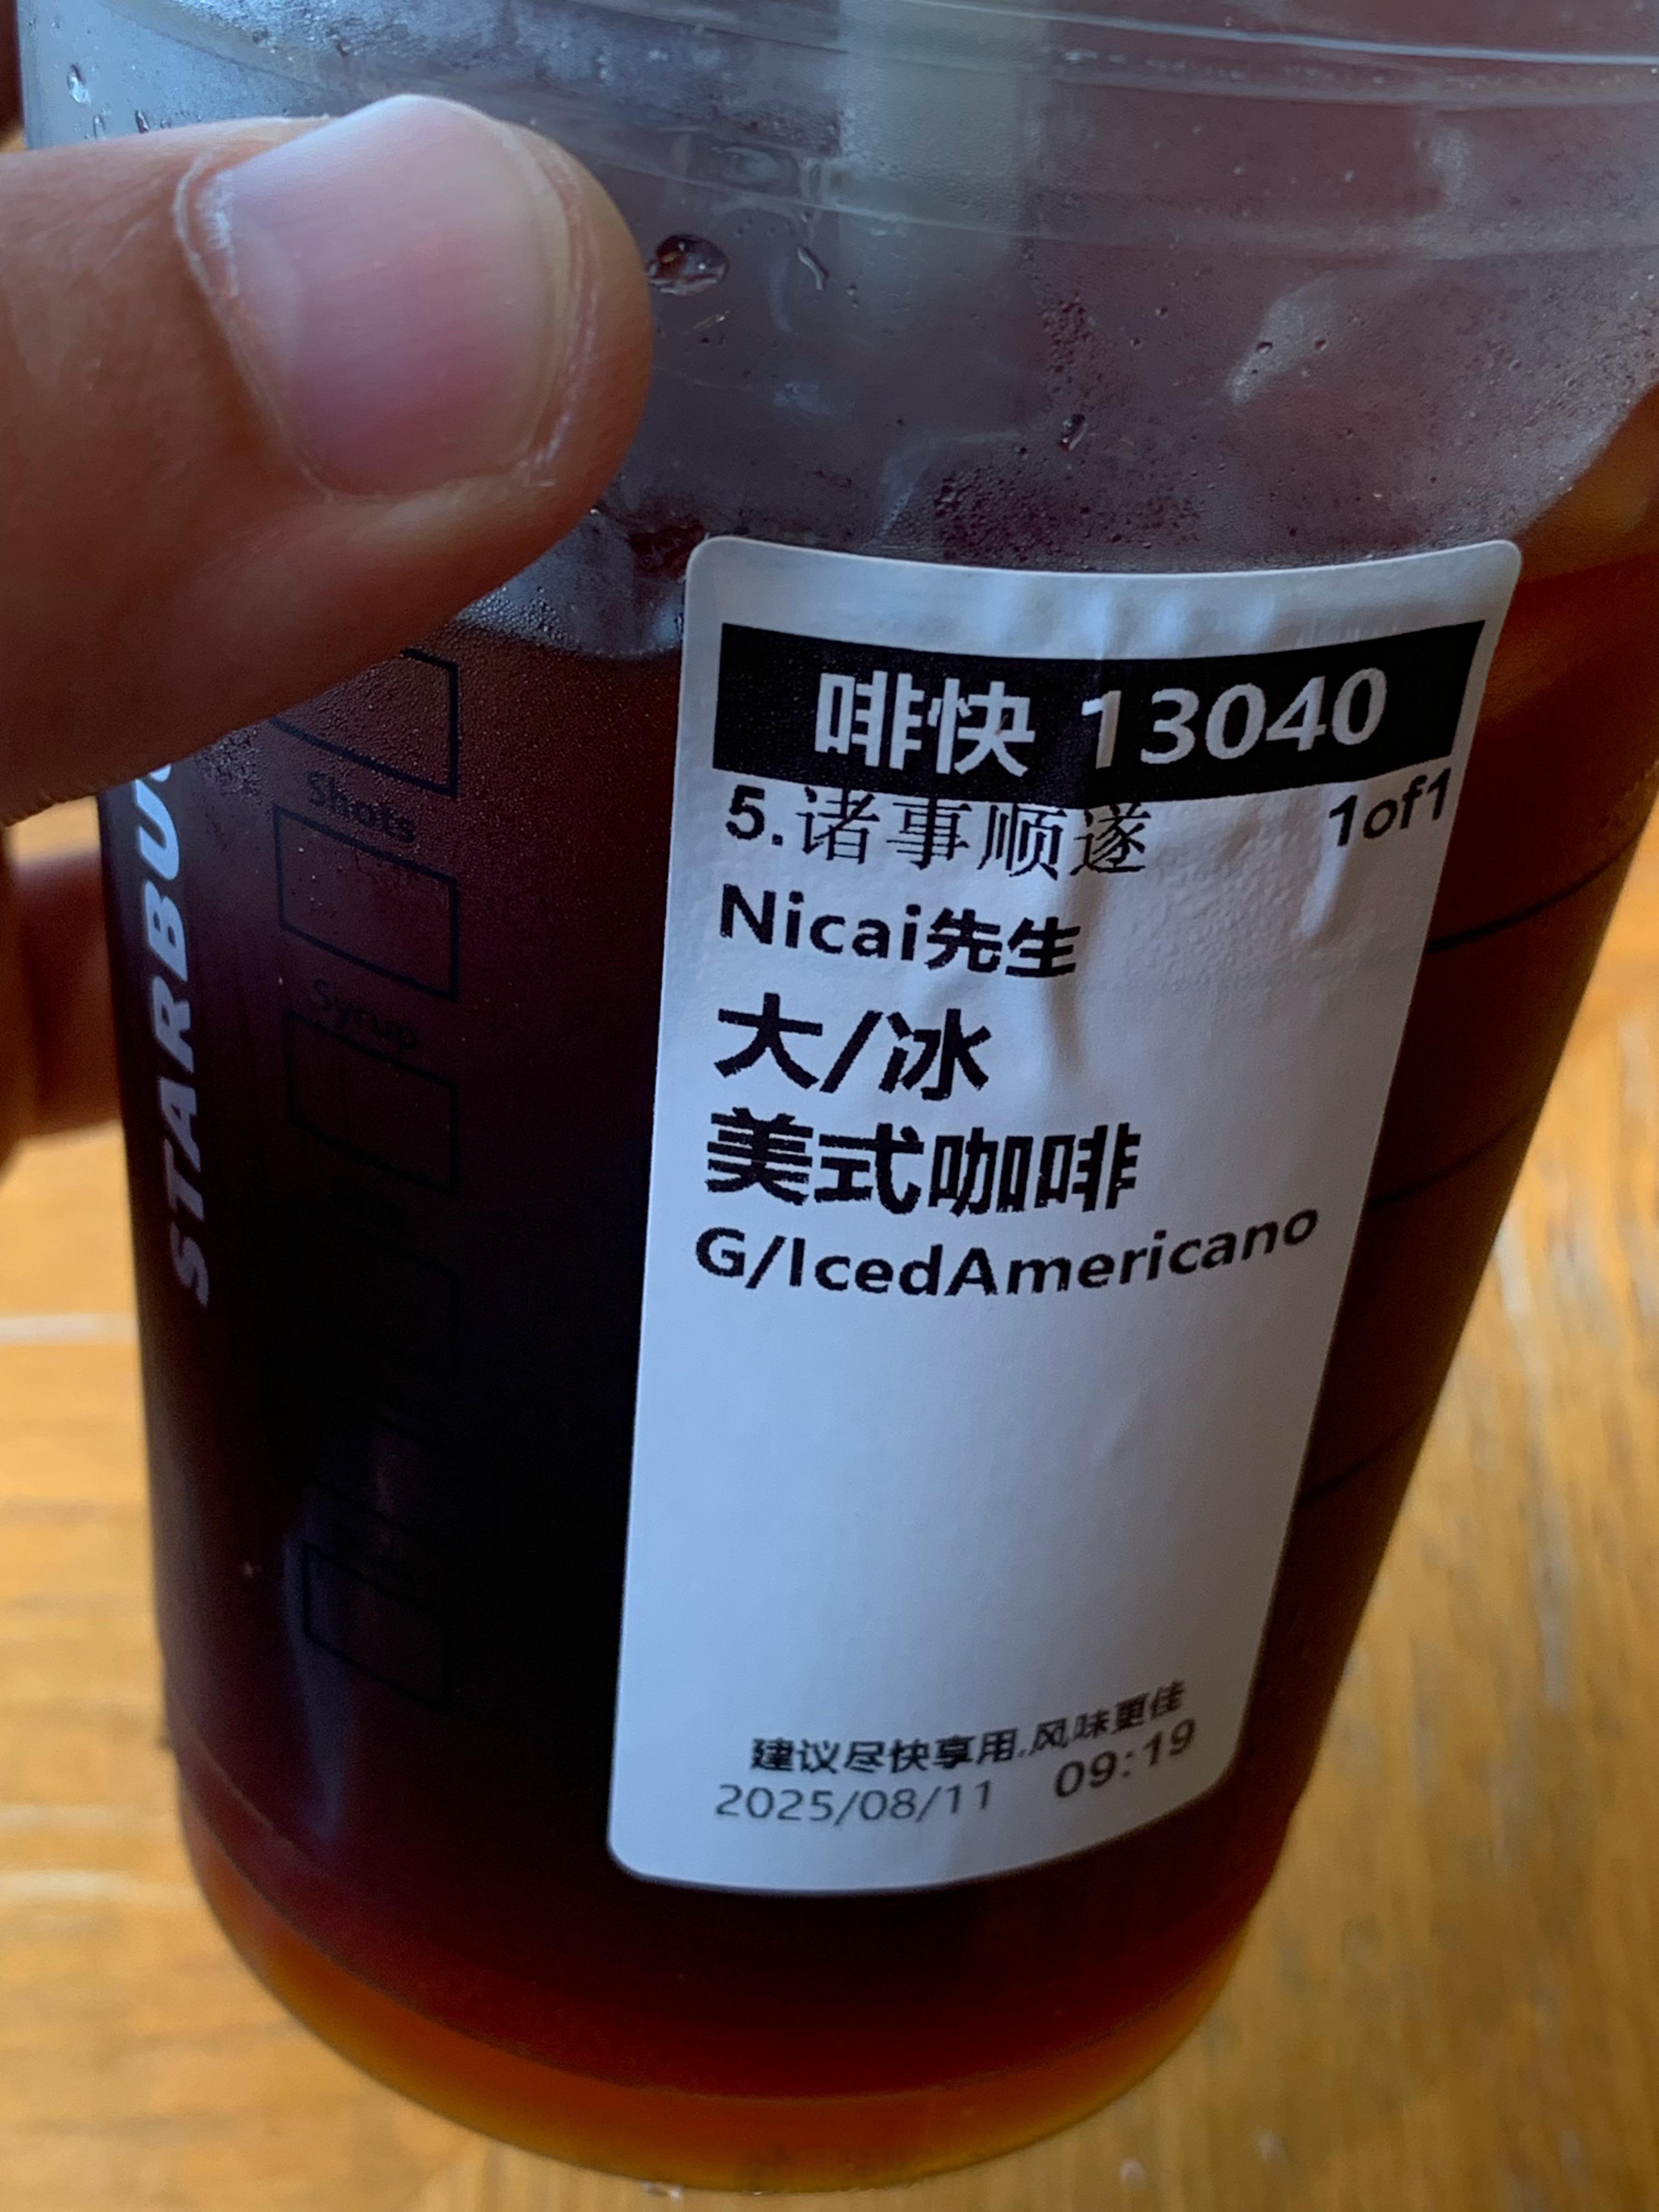 啡快 13040
5.诸事顺遂 1of1
Nicai先生
大/冰
美式咖啡
G/IcedAmericano
建议尽快享用,风味更佳
2025/08/11 09:19
Shots
Syrup
STARBU